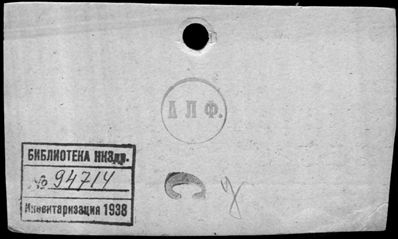 А Л Ф.
БИБЛИОТЕКА НКЗдр.
№ 94714
Инвентаризация 1938
С